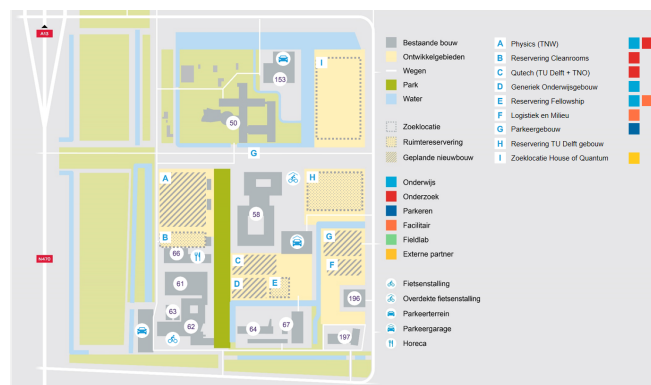 A13
N470
153
I
50
G
A
H
58
B
66
G
C
F
61
D
E
196
63
62
64
67
197
Bestaande bouw
Ontwikkelgebieden
Wegen
Park
Water
Zoeklocatie
Ruimtereservering
Geplande nieuwbouw
Onderwijs
Onderzoek
Parkeren
Facilitair
Fieldlab
Externe partner
Fietsenstalling
Overdekte fietsenstalling
Parkeerterrein
Parkeergarage
Horeca
A Physics (TNW)
B Reservering Cleanrooms
C Qutech (TU Delft + TNO)
D Generiek Onderwijsgebouw
E Reservering Fellowship
F Logistiek en Milieu
G Parkeergebouw
H Reservering TU Delft gebouw
I Zoeklocatie House of Quantum